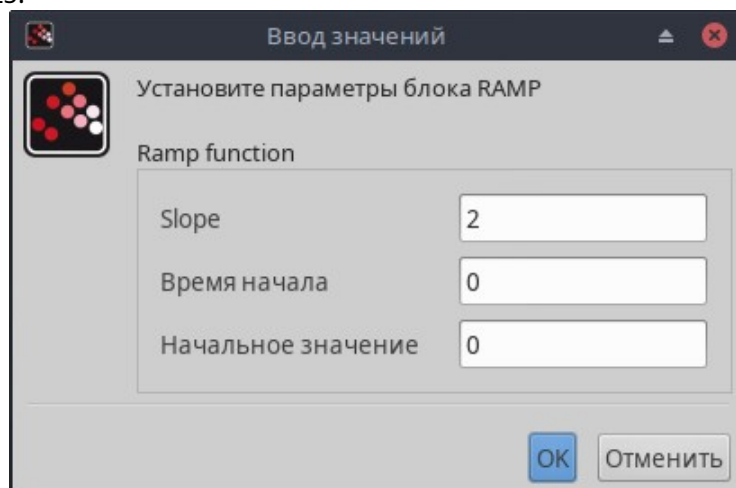 Ввод значений
Установите параметры блока RAMP
Ramp function
Slope 2
Время начала 0
Начальное значение 0
OK Отменить